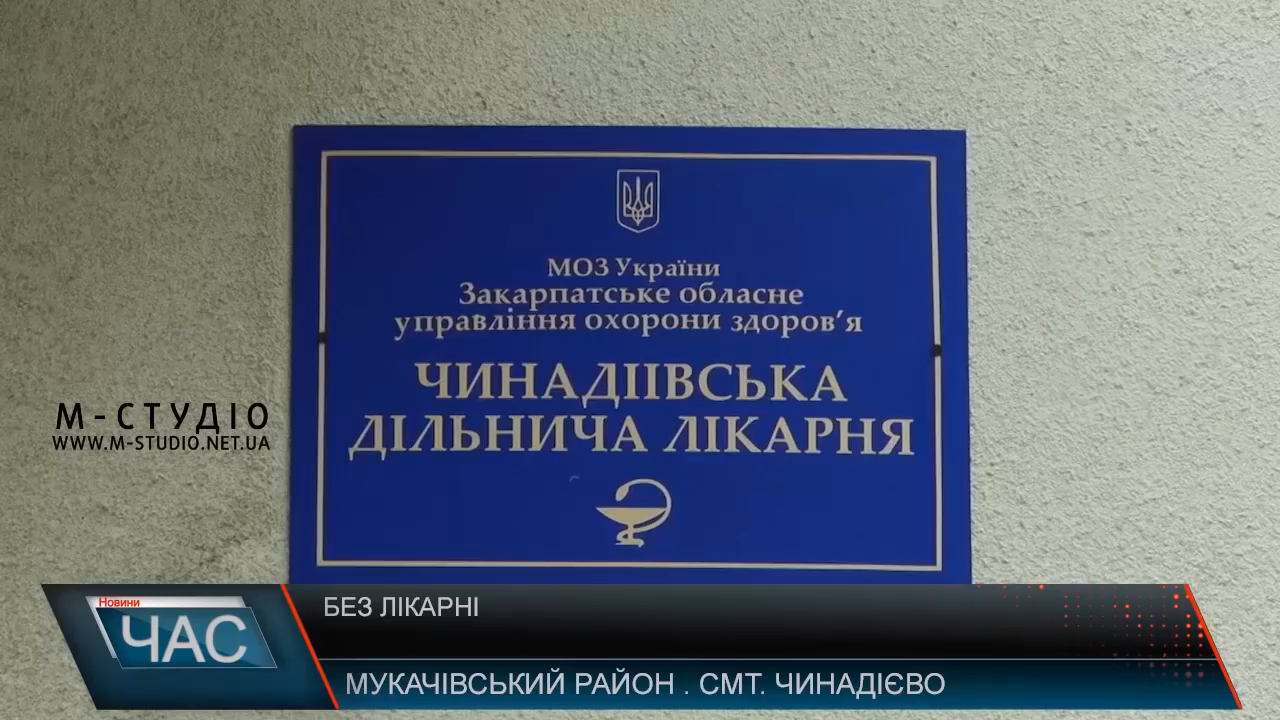 МОЗ України
Закарпатське обласне
управління охорони здоров'я
ЧИНАДІЇВСЬКА
ДІЛЬНИЧА ЛІКАРНЯ
М-СТУДІО
WWW.M-STUDIO.NET.UA
Новини
ЧАС
БЕЗ ЛІКАРНІ
МУКАЧІВСЬКИЙ РАЙОН . СМТ. ЧИНАДІЄВО